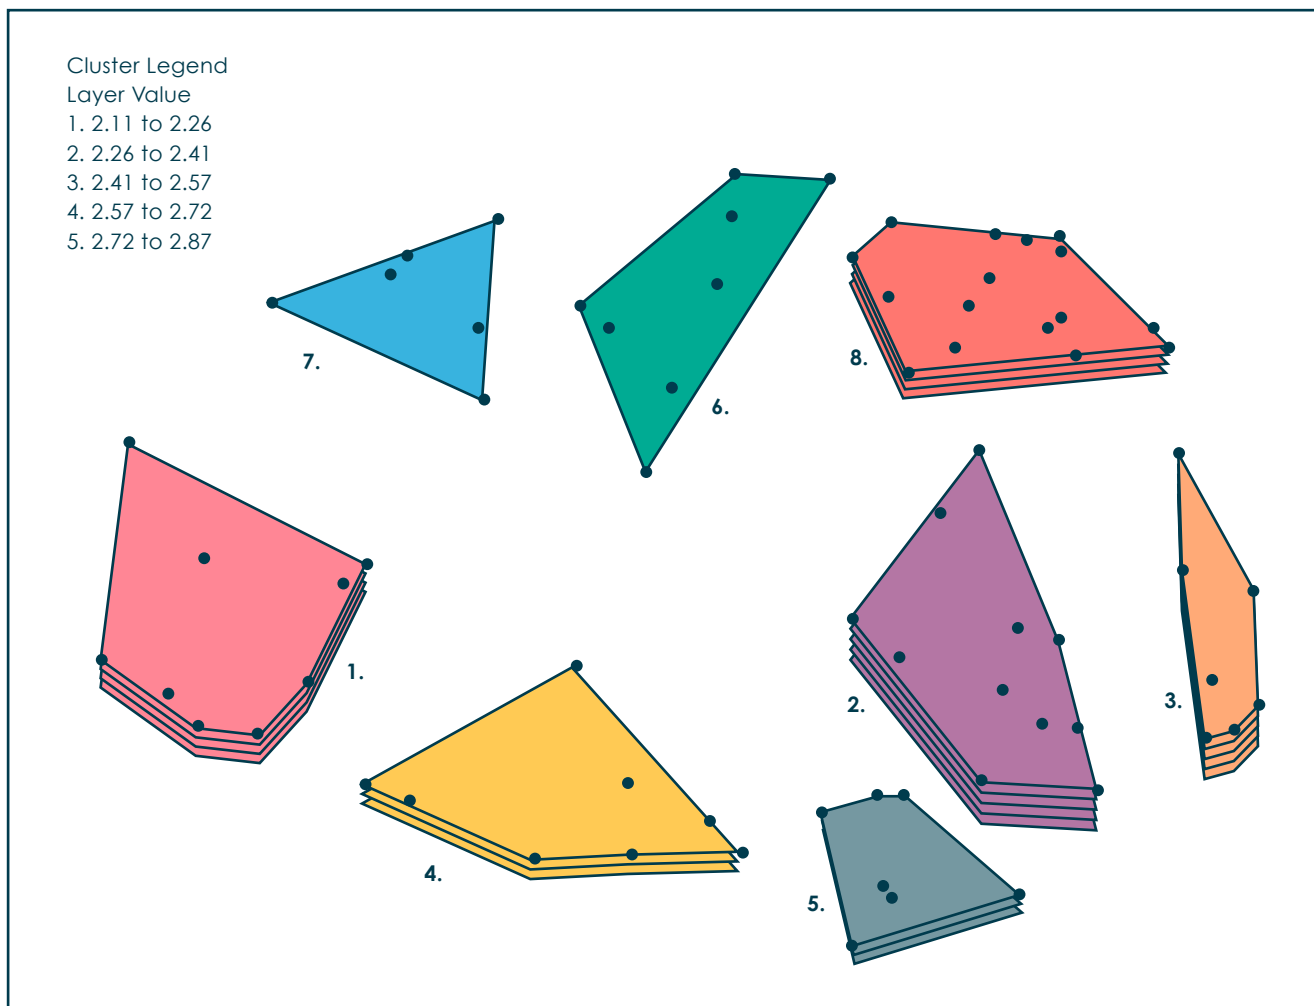 Cluster Legend
Layer Value
1. 2.11 to 2.26
2. 2.26 to 2.41
3. 2.41 to 2.57
4. 2.57 to 2.72
5. 2.72 to 2.87
7.
6.
8.
1.
2.
3.
4.
5.